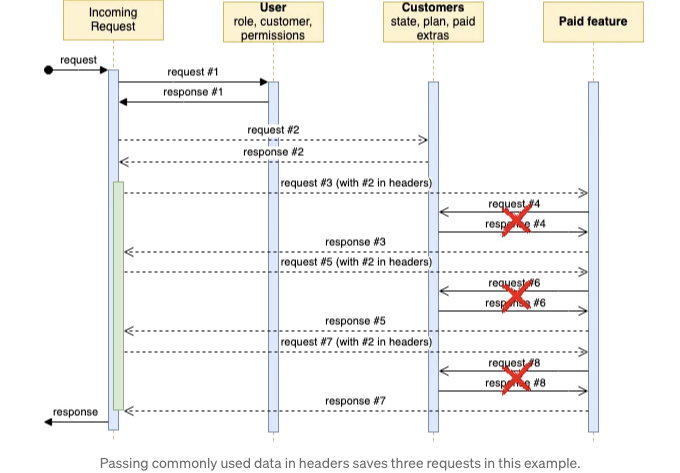 Incoming
Request
User
role, customer,
permissions
Customers
state, plan, paid
extras
Paid feature
request
request #1
response #1
request #2
response #2
request #3 (with #2 in headers)
request #4
response #4
response #3
request #5 (with #2 in headers)
request #6
response #6
response #5
request #7 (with #2 in headers)
request #8
response #8
response #7
response
Passing commonly used data in headers saves three requests in this example.